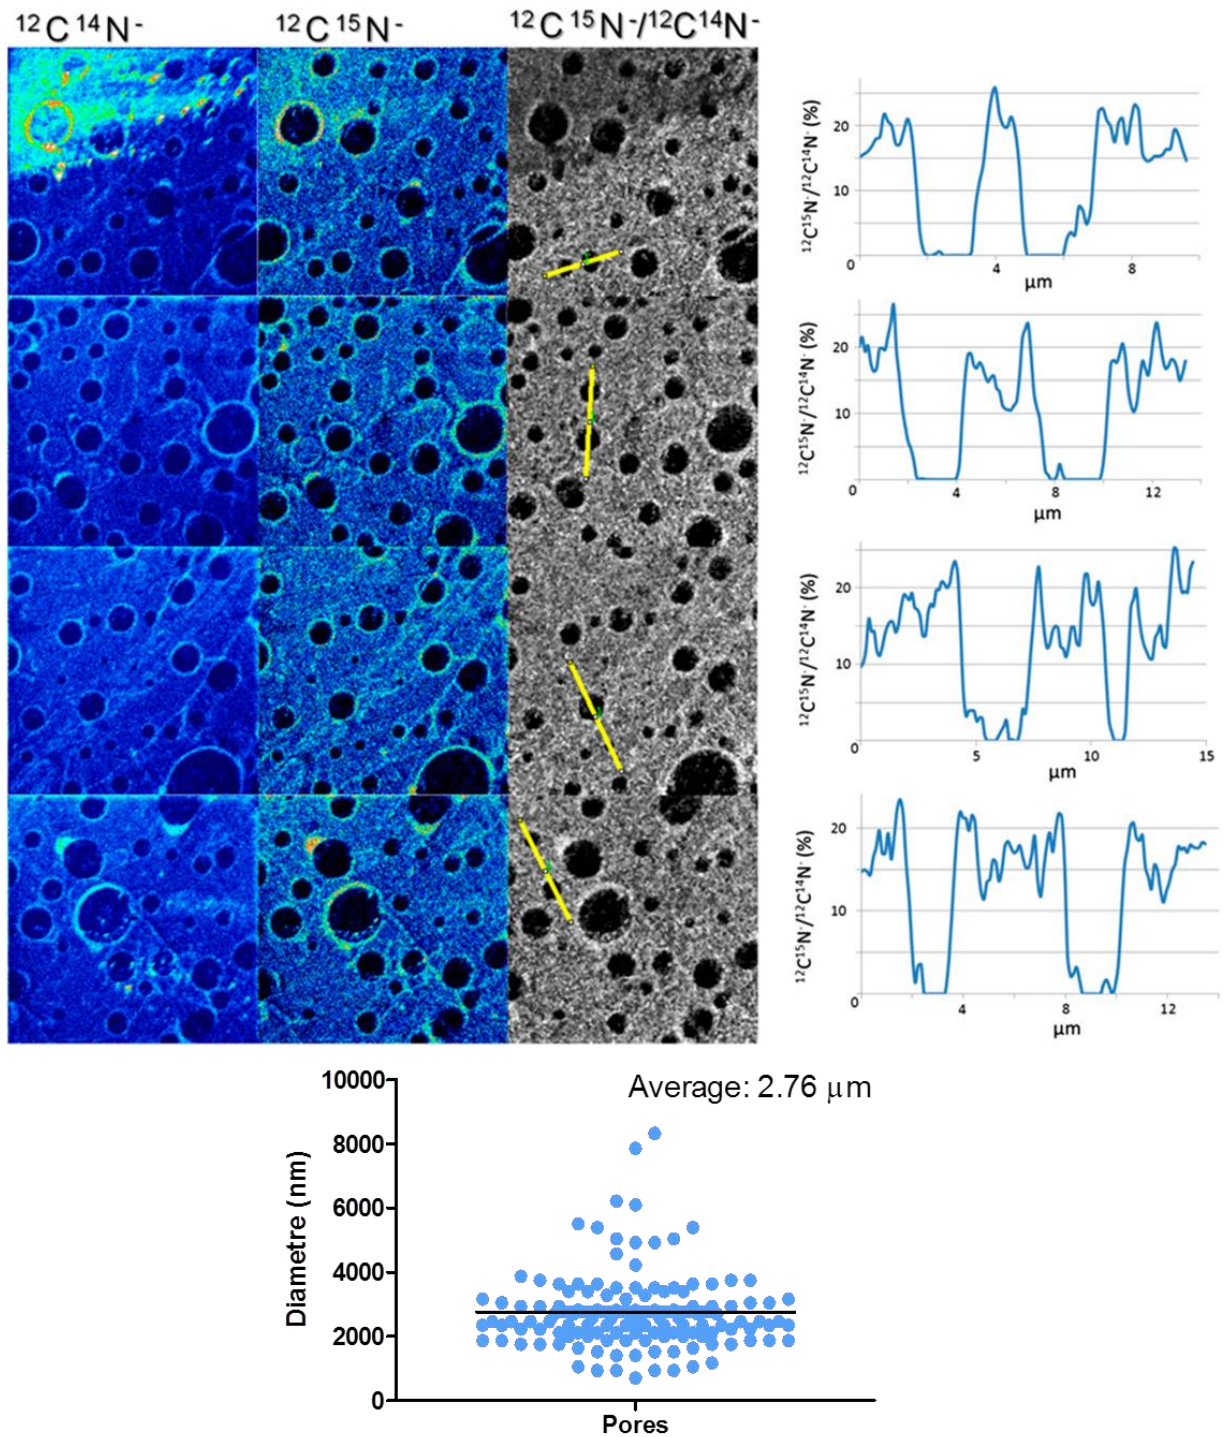 12C 14N-
12C 15N-
12C 15N-/12C14N-
12C15N-/12C14N- (%)
20
10
0
4
8
μm
12C15N-/12C14N- (%)
20
10
0
4
8
12
μm
12C15N-/12C14N- (%)
20
10
0
5
10
15
μm
12C15N-/12C14N- (%)
20
10
0
4
8
12
μm
Average: 2.76 μm
Diametre (nm)
10000
8000
6000
4000
2000
0
Pores